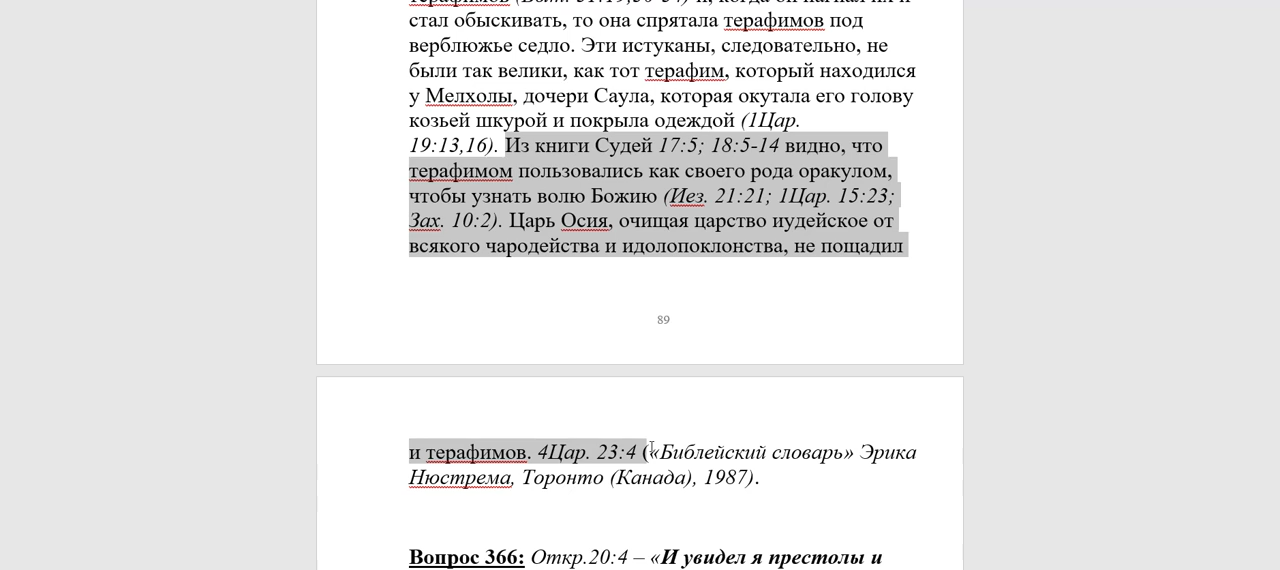 стал обыскивать, то она спрятала терафимов под
верблюжье седло. Эти истуканы, следовательно, не
были так велики, как тот терафим, который находился
у Мелхолы, дочери Саула, которая окутала его голову
козьей шкурой и покрыла одеждой (1Цар.
19:13,16). Из книги Судей 17:5; 18:5-14 видно, что
терафимом пользовались как своего рода оракулом,
чтобы узнать волю Божию (Иез. 21:21; 1Цар. 15:23;
Зах. 10:2). Царь Осия, очищая царство иудейское от
всякого чародейства и идолопоклонства, не пощадил
89
и терафимов. 4Цар. 23:4 («Библейский словарь» Эрика
Нюстрема, Торонто (Канада), 1987).
Вопрос 366: Откр.20:4 – «И увидел я престолы и